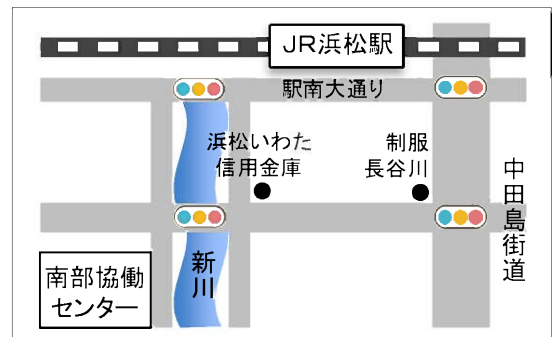 JR浜松駅
駅南大通り
浜松いわた
信用金庫
制服
長谷川
中田島街道
新川
南部協働
センター